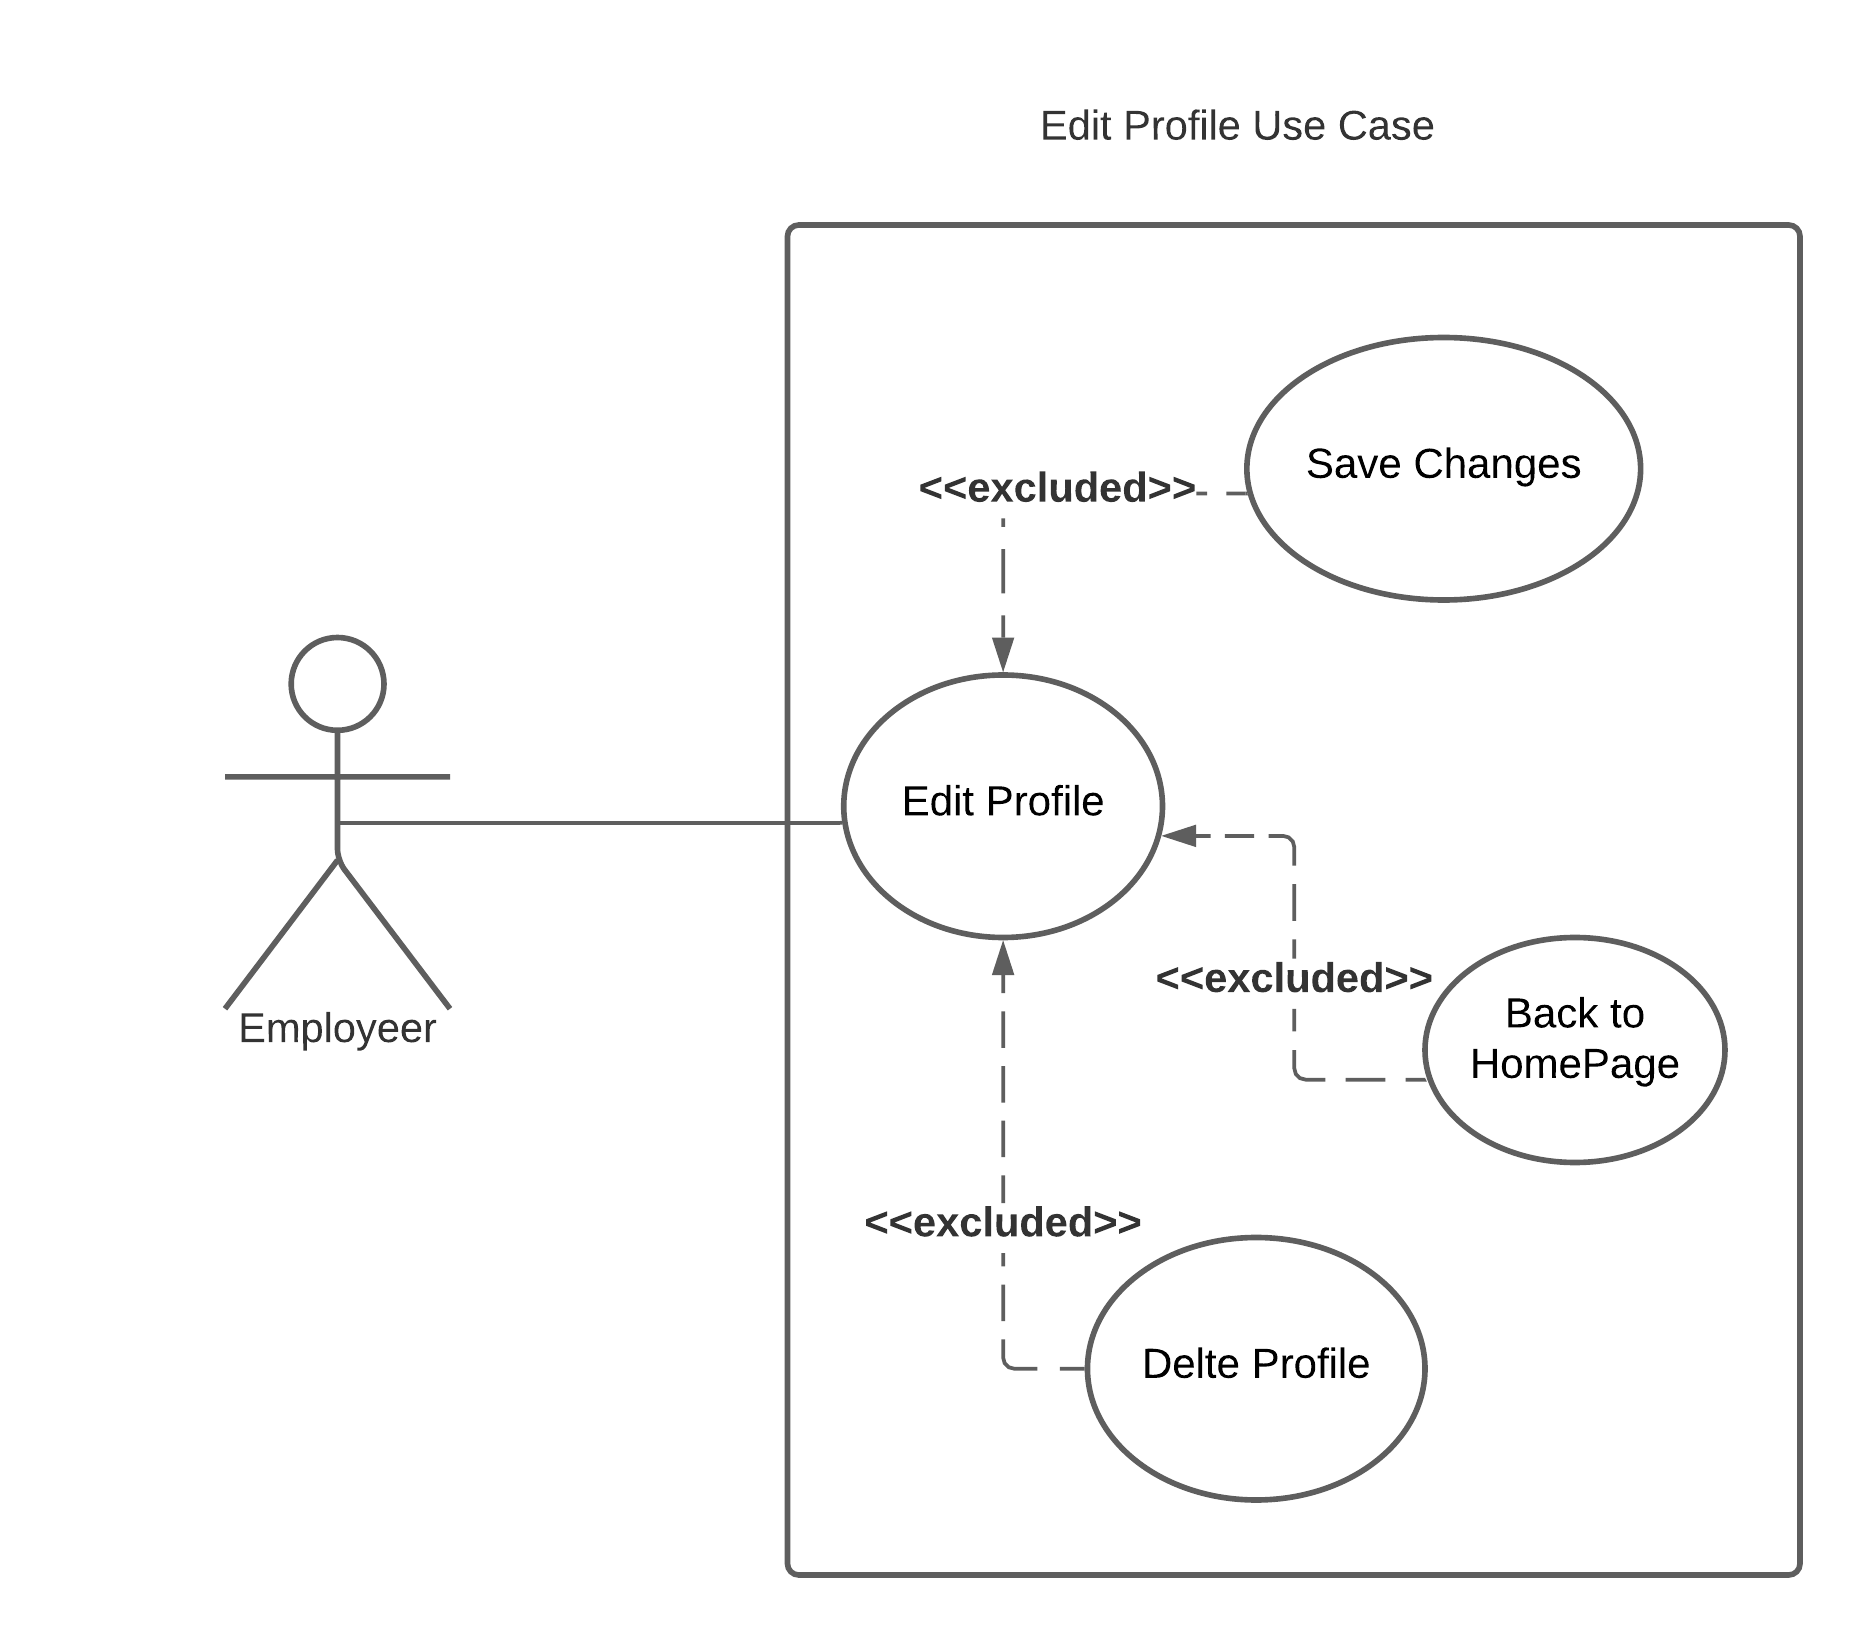 Edit Profile Use Case
Save Changes
<<excluded>>
Edit Profile
<<excluded>>
Back to
HomePage
Employeer
<<excluded>>
Delte Profile